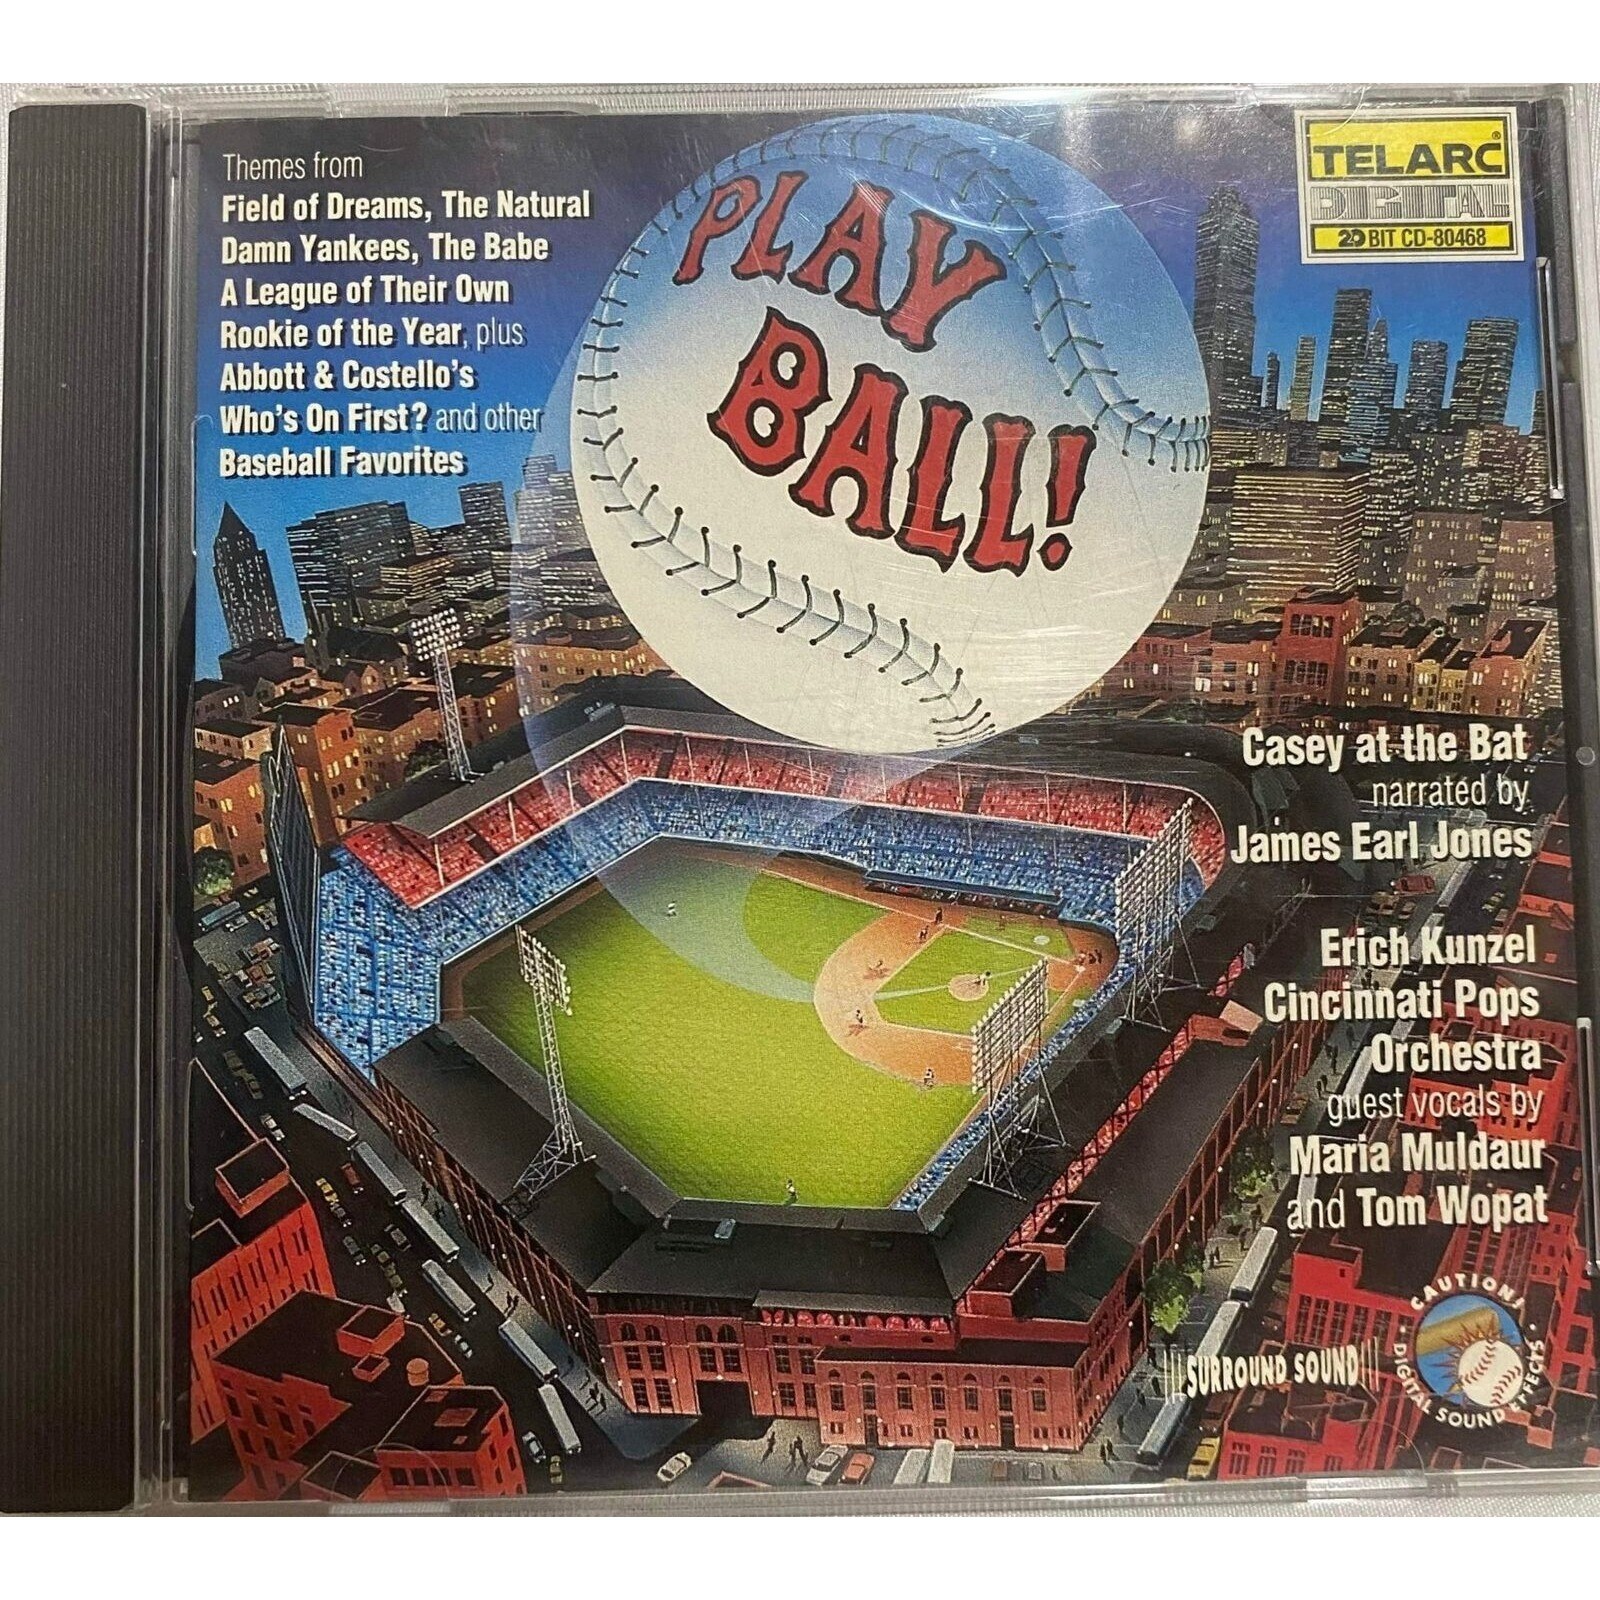 Themes from
Field of Dreams, The Natural
Damn Yankees, The Babe
A League of Their Own
Rookie of the Year, plus
Abbott & Costello's
Who's On First? and other
Baseball Favorites
PLAY
BALL!
TELARC®
DIGITAL
20 BIT CD-80468
Casey at the Bat
narrated by
James Earl Jones
Erich Kunzel
Cincinnati Pops
Orchestra
guest vocals by
Maria Muldaur
and Tom Wopat
SURROUND SOUND
CAUTION!
DIGITAL SOUND EFFECTS